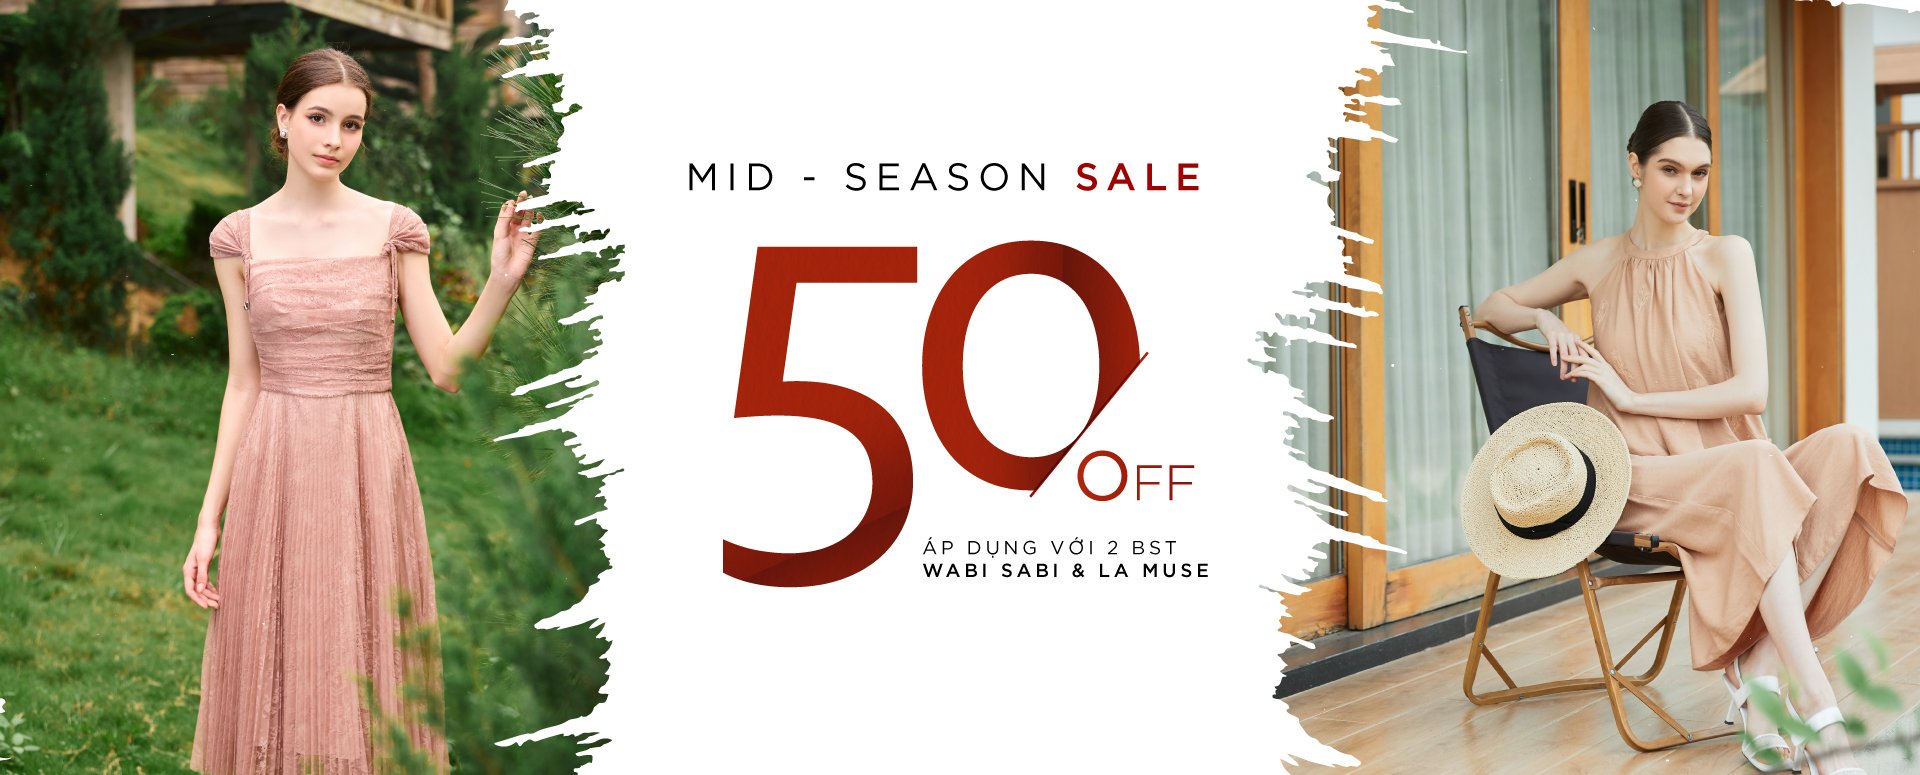 MID - SEASON SALE
50% OFF
ÁP DỤNG VỚI 2 BST
WABI SABI & LA MUSE